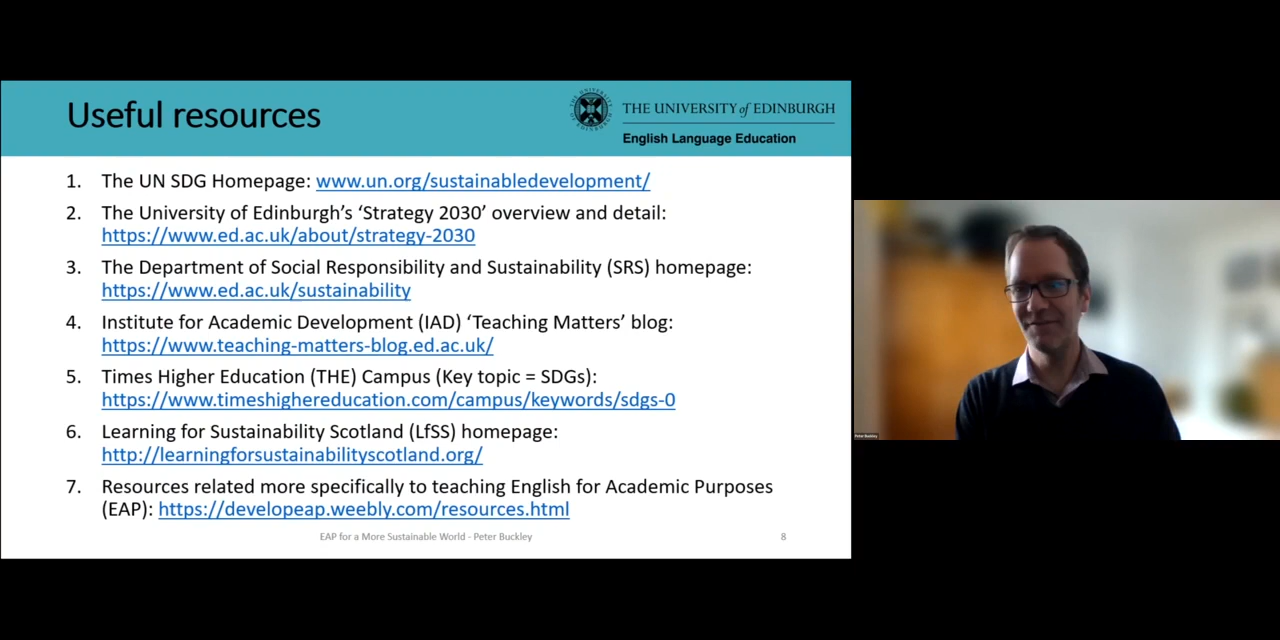 Useful resources
THE UNIVERSITY of EDINBURGH
English Language Education
1. The UN SDG Homepage: www.un.org/sustainabledevelopment/
2. The University of Edinburgh’s ‘Strategy 2030’ overview and detail:
https://www.ed.ac.uk/about/strategy-2030
3. The Department of Social Responsibility and Sustainability (SRS) homepage:
https://www.ed.ac.uk/sustainability
4. Institute for Academic Development (IAD) ‘Teaching Matters’ blog:
https://www.teaching-matters-blog.ed.ac.uk/
5. Times Higher Education (THE) Campus (Key topic = SDGs):
https://www.timeshighereducation.com/campus/keywords/sdgs-0
6. Learning for Sustainability Scotland (LfSS) homepage:
http://learningforsustainabilityscotland.org/
7. Resources related more specifically to teaching English for Academic Purposes
(EAP): https://developeap.weebly.com/resources.html
EAP for a More Sustainable World - Peter Buckley
8
Peter Buckley